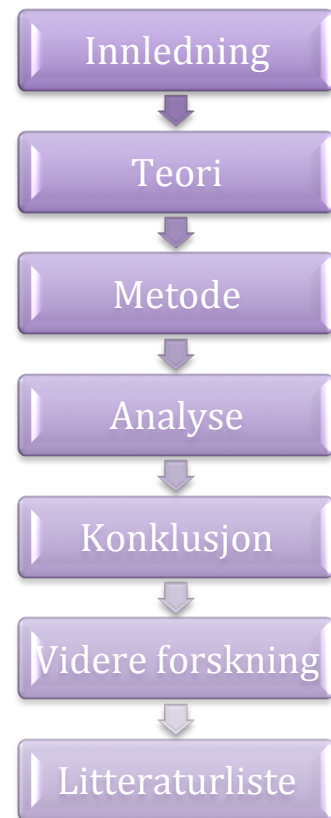 Innledning
Teori
Metode
Analyse
Konklusjon
Videre forskning
Litteraturliste